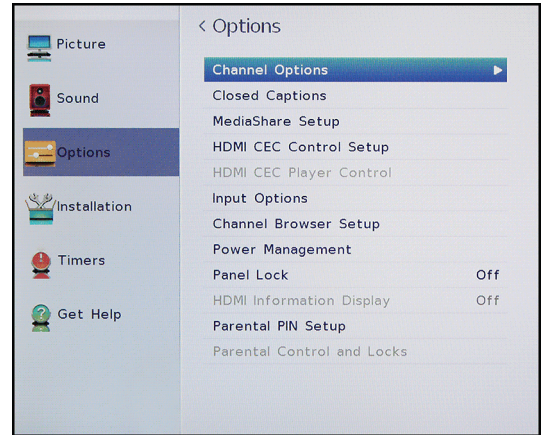 Picture
Sound
Options
Installation
Timers
Get Help
< Options
Channel Options
Closed Captions
MediaShare Setup
HDMI CEC Control Setup
HDMI CEC Player Control
Input Options
Channel Browser Setup
Power Management
Panel Lock Off
HDMI Information Display Off
Parental PIN Setup
Parental Control and Locks